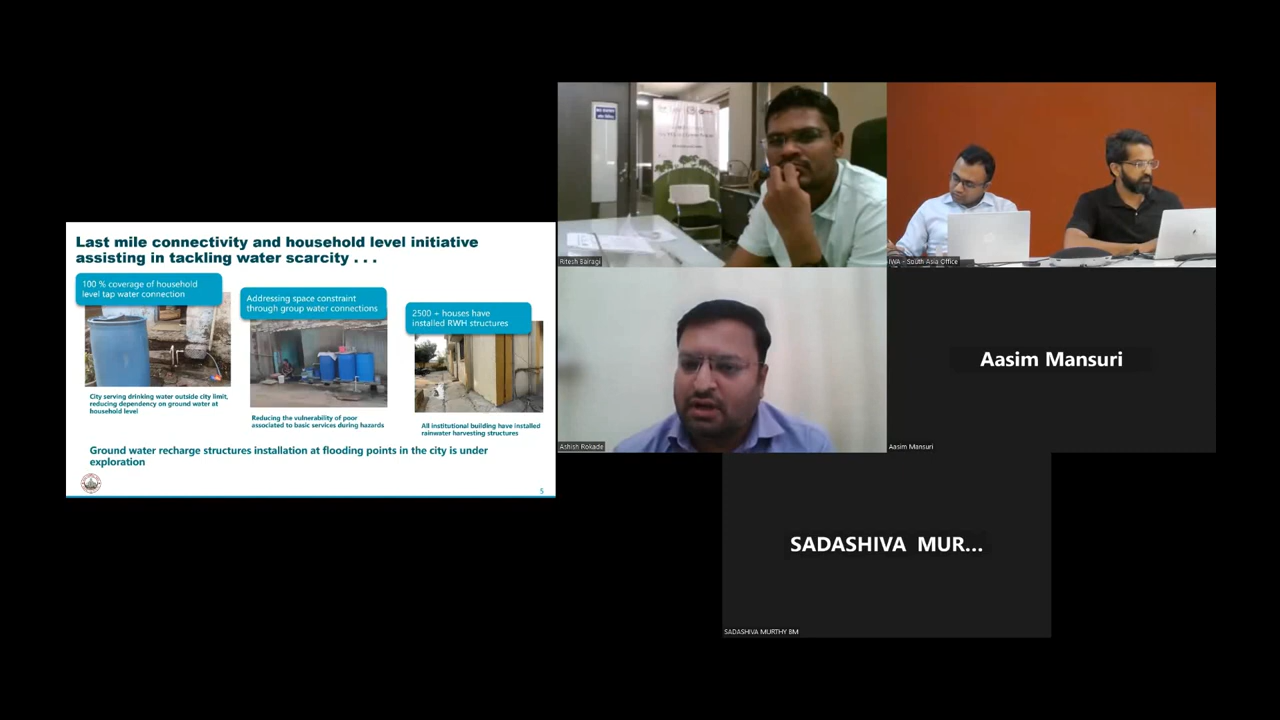 Last mile connectivity and household level initiative
assisting in tackling water scarcity . . .
100 % coverage of household
level tap water connection
Addressing space constraint
through group water connections
2500 + houses have
installed RWH structures
City serving drinking water outside city limit,
reducing dependency on ground water at
household level
Reducing the vulnerability of poor
associated to basic services during hazards
All institutional building have installed
rainwater harvesting structures
Ground water recharge structures installation at flooding points in the city is under
exploration
5
Ritesh Bairagi
IWA - South Asia Office
Ashish Rokade
Aasim Mansuri
Aasim Mansuri
SADASHIVA MUR...
SADASHIVA MURTHY BM